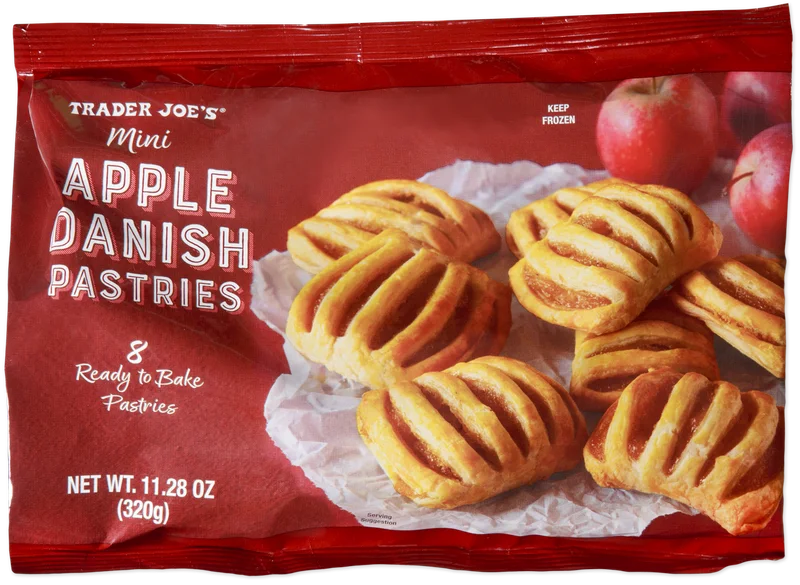 TRADER JOE'S®
Mini
APPLE
DANISH
PASTRIES
8
Ready to Bake
Pastries
NET WT. 11.28 OZ
(320g)
KEEP
FROZEN
Serving
Suggestion